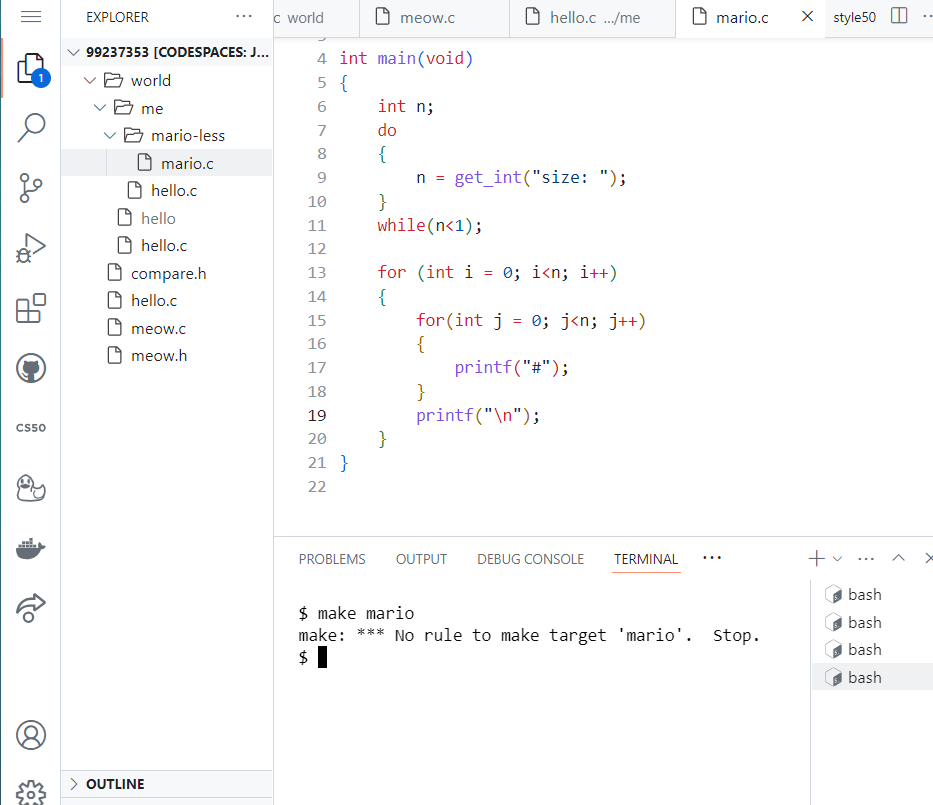 EXPLORER ...
c world
meow.c
hello.c .../me
mario.c
style50
1
99237353 [CODESPACES: J...
world
me
mario-less
mario.c
hello.c
hello
hello.c
compare.h
hello.c
meow.c
meow.h
CS50
4 int main(void)
5 {
6 int n;
7 do
8 {
9 n = get_int("size: ");
10 }
11 while(n<1);
12
13 for (int i = 0; i<n; i++)
14 {
15 for(int j = 0; j<n; j++)
16 {
17 printf("#");
18 }
19 printf("\n");
20 }
21 }
22
PROBLEMS OUTPUT DEBUG CONSOLE TERMINAL ...
$ make mario
make: *** No rule to make target 'mario'.  Stop.
$
bash
bash
bash
bash
OUTLINE